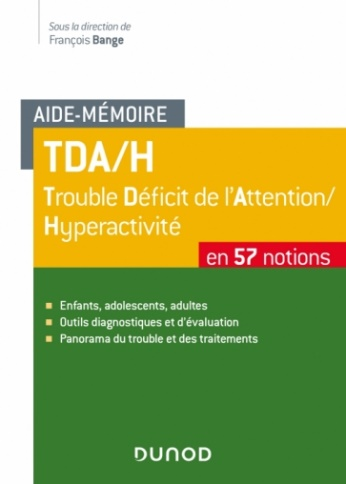 Sous la direction de
François Bange
AIDE-MÉMOIRE
TDA/H
Trouble Déficit de l'Attention/
Hyperactivité
en 57 notions
Enfants, adolescents, adultes
Outils diagnostiques et d'évaluation
Panorama du trouble et des traitements
DUNOD